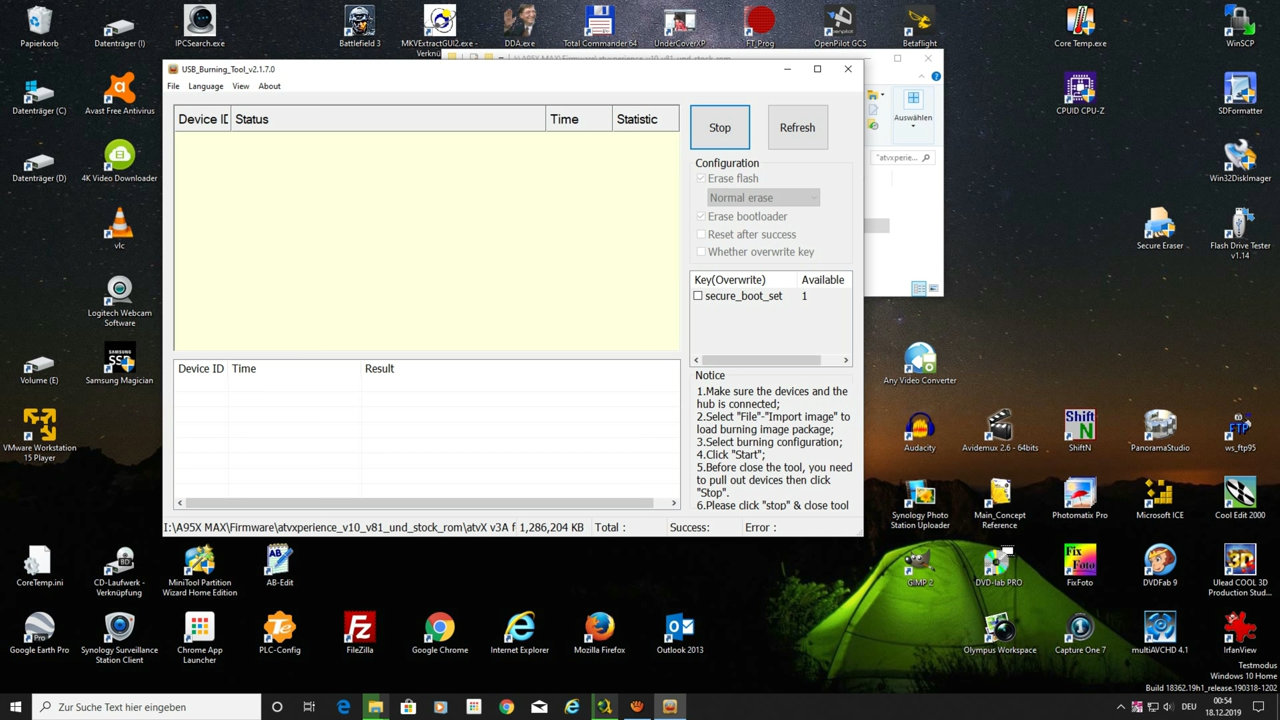 Papierkorb
Datenträger (I)
IPCSearch.exe
Battlefield 3
MKVExtractGUI2.exe -
DDA.exe
Total Commander 64
UnderCoverXP
FT_Prog
OpenPilot GCS
Betaflight
Core Temp.exe
WinSCP
USB_Burning_Tool_v2.1.7.0
File Language View About
Device ID Status Time Statistic
Stop
Refresh
Configuration
Erase flash
Normal erase
Erase bootloader
Reset after success
Whether overwrite key
Key(Overwrite) Available
secure_boot_set 1
Device ID Time Result
Notice
1.Make sure the devices and the
hub is connected;
2.Select "File"-"Import image" to
load burning image package;
3.Select burning configuration;
4.Click "Start";
5.Before close the tool, you need
to pull out devices then click
"Stop".
6.Please click "stop" & close tool
I:\A95X MAX\Firmware\atvxperience_v10_v81_und_stock_rom\atvX v3A f 1,286,204 KB Total : Success: Error :
Auswählen
"atvxperie...
Datenträger (C)
Avast Free Antivirus
CPUID CPU-Z
SDFormatter
Datenträger (D)
4K Video Downloader
Win32DiskImager
vlc
Secure Eraser
Flash Drive Tester
v1.14
Logitech Webcam
Software
Volume (E)
Samsung Magician
Any Video Converter
VMware Workstation
15 Player
Audacity
Avidemux 2.6 - 64bits
ShiftN
PanoramaStudio
ws_ftp95
Synology Photo
Station Uploader
Main_Concept
Reference
Photomatix Pro
Microsoft ICE
Cool Edit 2000
CoreTemp.ini
CD-Laufwerk -
Verknüpfung
MiniTool Partition
Wizard Home Edition
AB-Edit
GIMP 2
DVD-lab PRO
FixFoto
DVDFab 9
Ulead COOL 3D
Production Stud...
Google Earth Pro
Synology Surveillance
Station Client
Chrome App
Launcher
PLC-Config
FileZilla
Google Chrome
Internet Explorer
Mozilla Firefox
Outlook 2013
Olympus Workspace
Capture One 7
multiAVCHD 4.1
IrfanView
Testmodus
Windows 10 Home
Build 18362.19h1_release.190318-1202
Zur Suche Text hier eingeben
DEU
00:54
18.12.2019